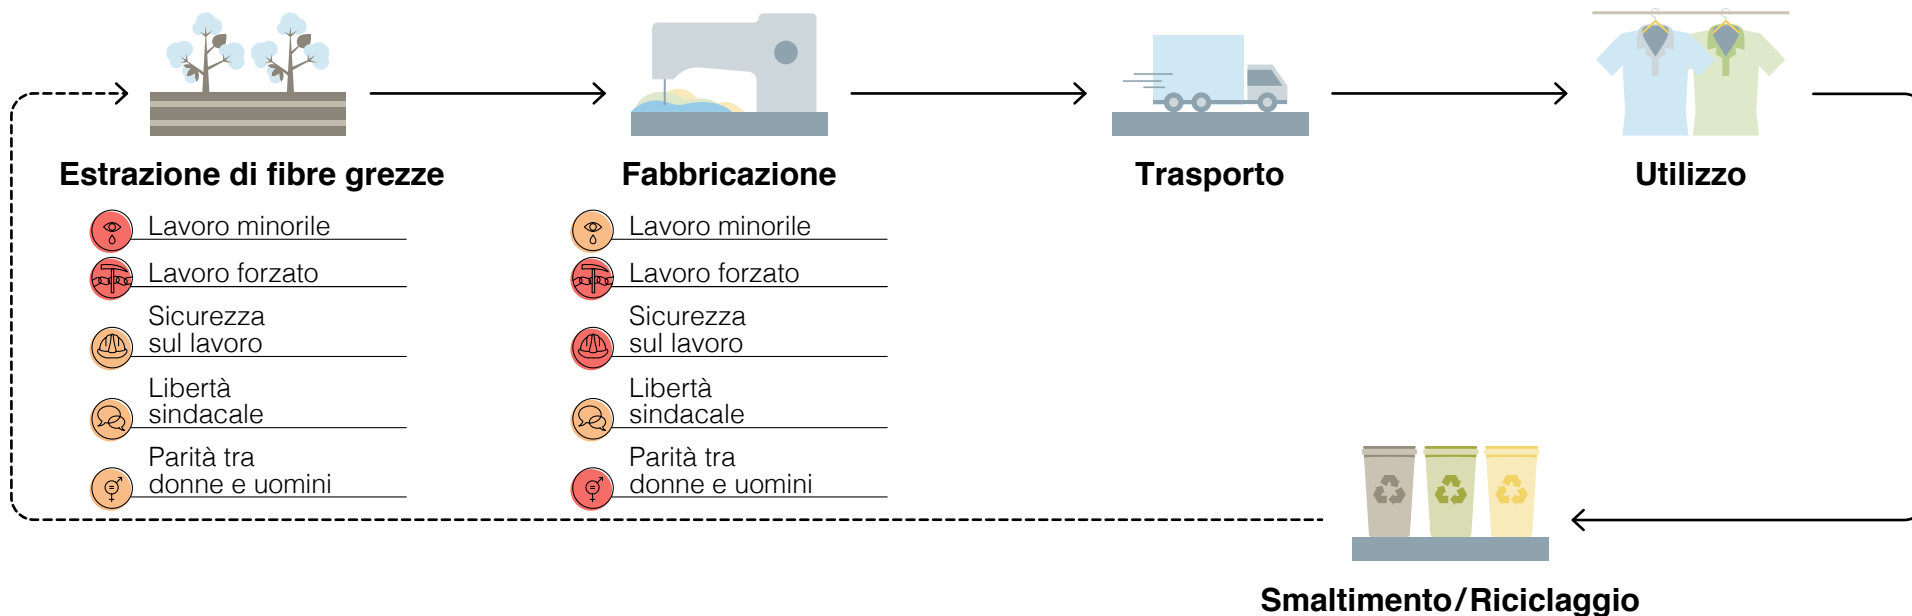 Estrazione di fibre grezze
Lavoro minorile
Lavoro forzato
Sicurezza
sul lavoro
Libertà
sindacale
Parità tra
donne e uomini
Fabbricazione
Lavoro minorile
Lavoro forzato
Sicurezza
sul lavoro
Libertà
sindacale
Parità tra
donne e uomini
Trasporto
Utilizzo
Smaltimento/Riciclaggio